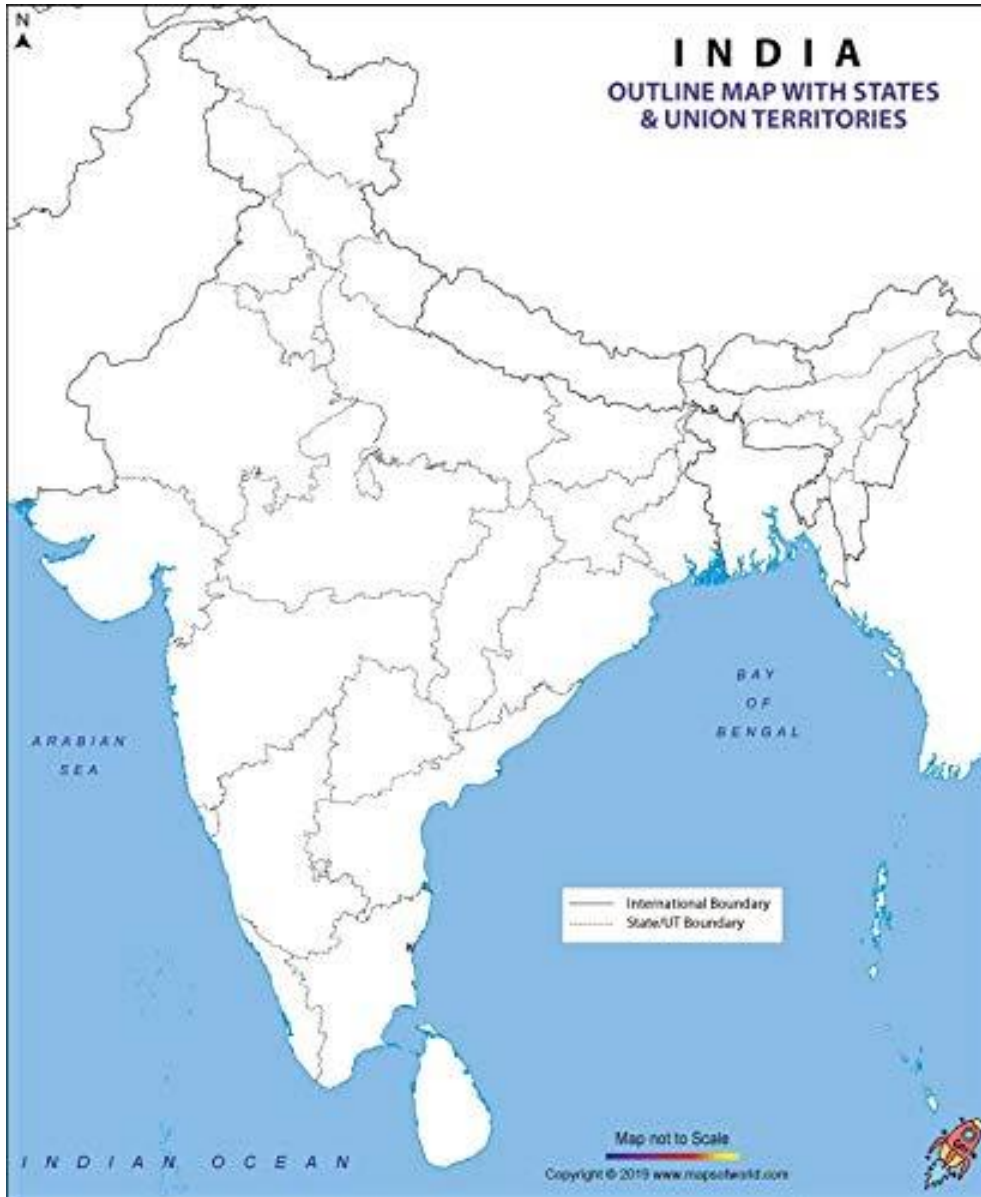 N
INDIA
OUTLINE MAP WITH STATES
& UNION TERRITORIES
BAY
OF
BENGAL
ARABIAN
SEA
International Boundary
State/UT Boundary
Map not to Scale
Copyright © 2019 www.mapsofworld.com
INDIAN OCEAN